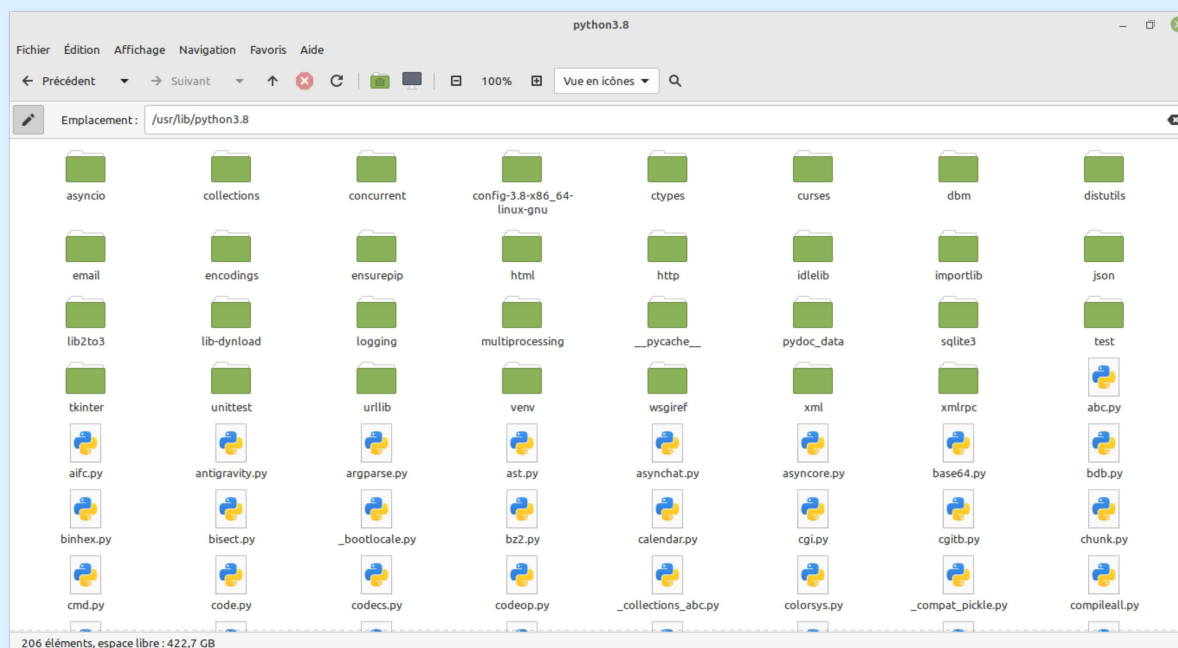 python3.8
Fichier Édition Affichage Navigation Favoris Aide
Précédent Suivant 100% Vue en icônes
Emplacement : /usr/lib/python3.8
asyncio collections concurrent config-3.8-x86_64- ctypes curses dbm distutils
linux-gnu
email encodings ensurepip html http idlelib importlib json
lib2to3 lib-dynload logging multiprocessing __pycache__ pydoc_data sqlite3 test
tkinter unittest urllib venv wsgiref xml xmlrpc abc.py
aifc.py antigravity.py argparse.py ast.py asynchat.py asyncore.py base64.py bdb.py
binhex.py bisect.py _bootlocale.py bz2.py calendar.py cgi.py cgitb.py chunk.py
cmd.py code.py codecs.py codeop.py _collections_abc.py colorsys.py _compat_pickle.py compileall.py
206 éléments, espace libre : 422,7 GB